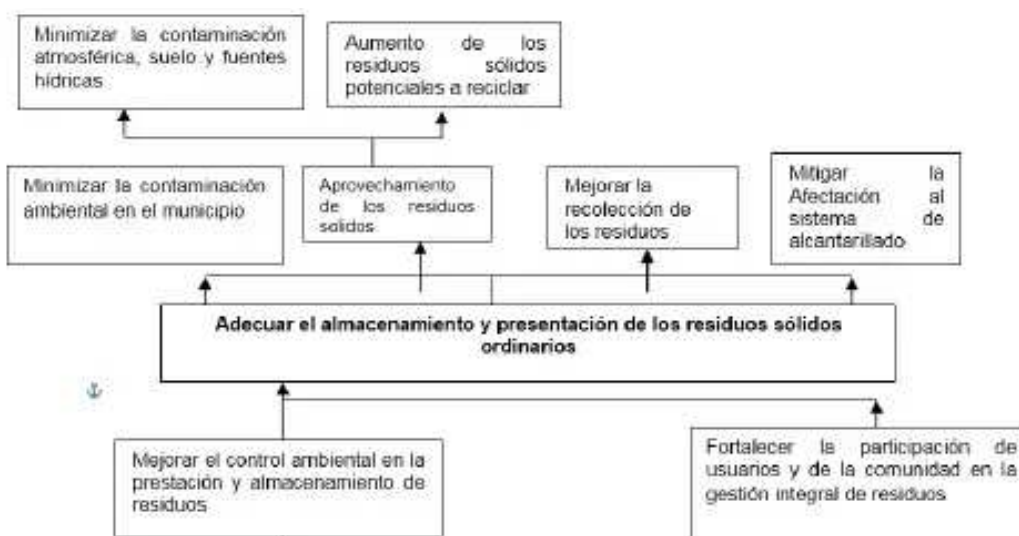 Minimizar la contaminación
atmosférica, suelo y fuentes
hídricas
Aumento de los
residuos sólidos
potenciales a reciclar
Minimizar la contaminación
ambiental en el municipio
Aprovechamiento
de los residuos
solidos
Mejorar la
recolección de
los residuos
Mitigar la
Afectación al
sistema de
alcantarillado
Adecuar el almacenamiento y presentación de los residuos sólidos
ordinarios
Mejorar el control ambiental en la
prestación y almacenamiento de
residuos
Fortalecer la participación de
usuarios y de la comunidad en la
gestión integral de residuos